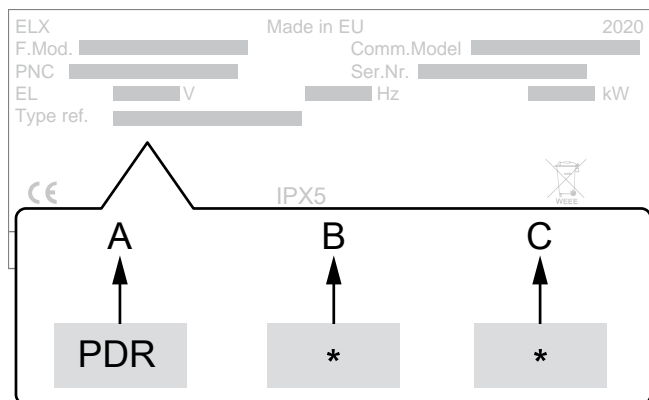 ELX Made in EU 2020
F.Mod. Comm.Model
PNC Ser.Nr.
EL V Hz kW
Type ref.
CE IPX5
WEEE
A B C
PDR * *